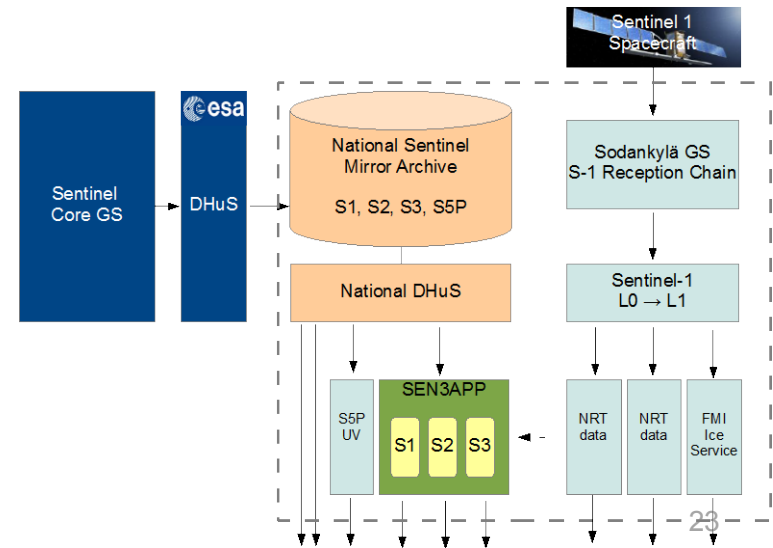 Sentinel 1
Spacecraft
esa
National Sentinel
Mirror Archive
S1, S2, S3, S5P
Sodankylä GS
S-1 Reception Chain
Sentinel
Core GS
DHuS
National DHuS
Sentinel-1
L0 → L1
SEN3APP
S5P
UV
S1
S2
S3
NRT
data
NRT
data
FMI
Ice
Service
23